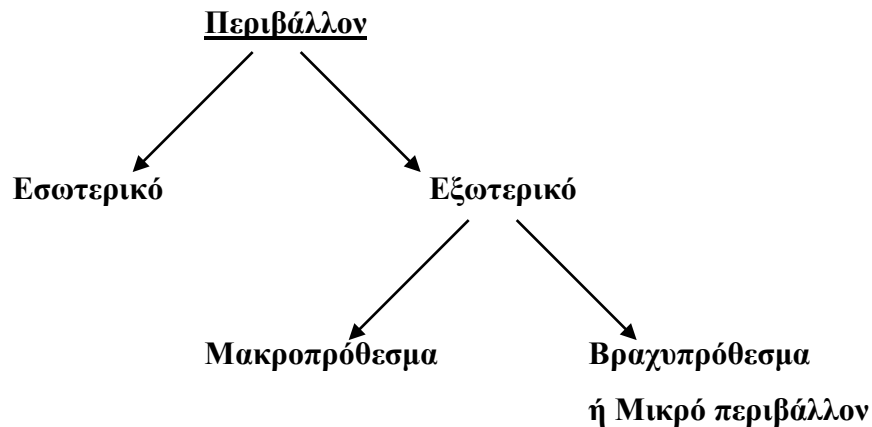 Περιβάλλον
Εσωτερικό Εξωτερικό
Μακροπρόθεσμα Βραχυπρόθεσμα
ή Μικρό περιβάλλον